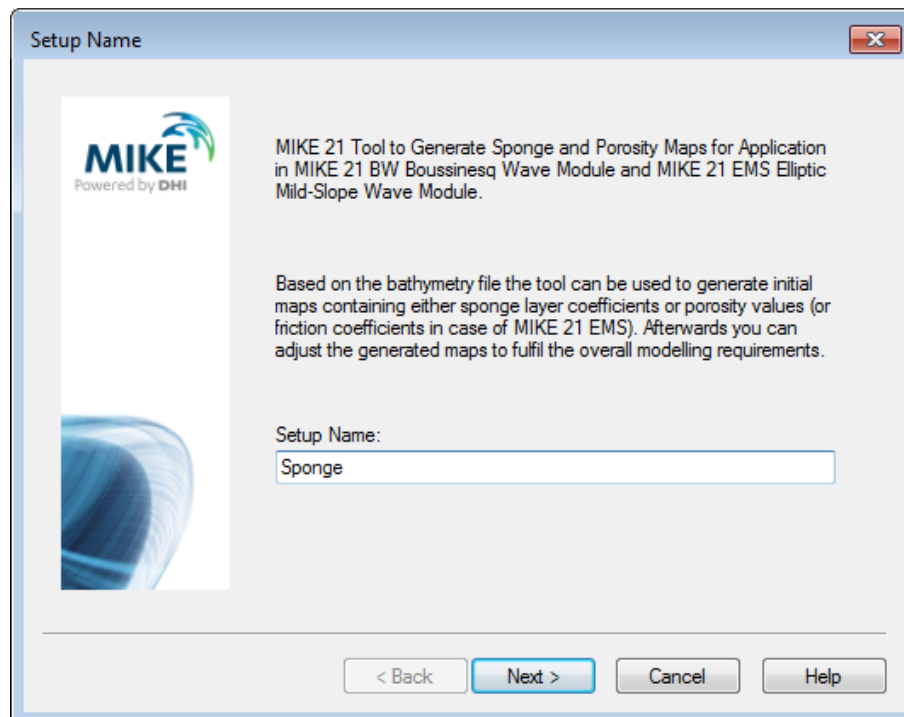 Setup Name
MIKE
Powered by DHI
MIKE 21 Tool to Generate Sponge and Porosity Maps for Application
in MIKE 21 BW Boussinesq Wave Module and MIKE 21 EMS Elliptic
Mild-Slope Wave Module.
Based on the bathymetry file the tool can be used to generate initial
maps containing either sponge layer coefficients or porosity values (or
friction coefficients in case of MIKE 21 EMS). Afterwards you can
adjust the generated maps to fulfil the overall modelling requirements.
Setup Name:
Sponge
< Back
Next >
Cancel
Help